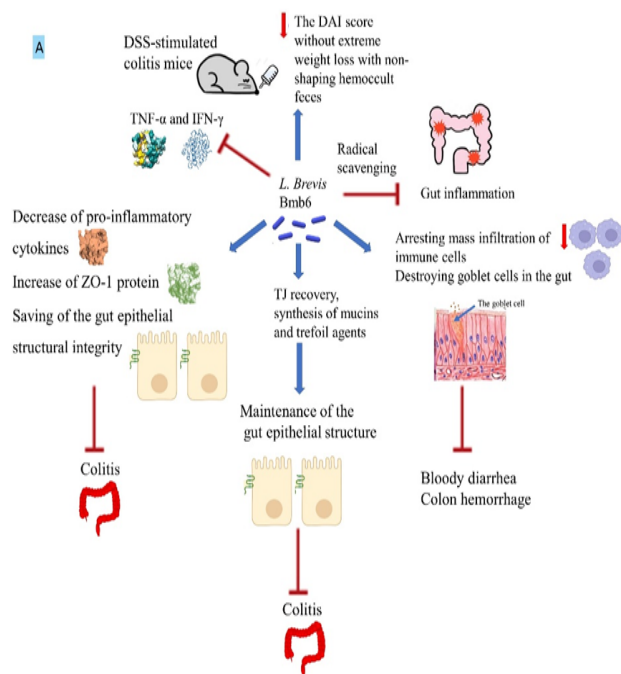 A
DSS-stimulated
colitis mice
The DAI score
without extreme
weight loss with non-
shaping hemoccult
feces
TNF-α and IFN-γ
Radical
scavenging
L. Brevis
Bmb6
Gut inflammation
Decrease of pro-inflammatory
cytokines
Increase of ZO-1 protein
Saving of the gut epithelial
structural integrity
Colitis
TJ recovery,
synthesis of mucins
and trefoil agents
Maintenance of the
gut epithelial structure
Colitis
Arresting mass infiltration of
immune cells
Destroying goblet cells in the gut
The goblet cell
Bloody diarrhea
Colon hemorrhage